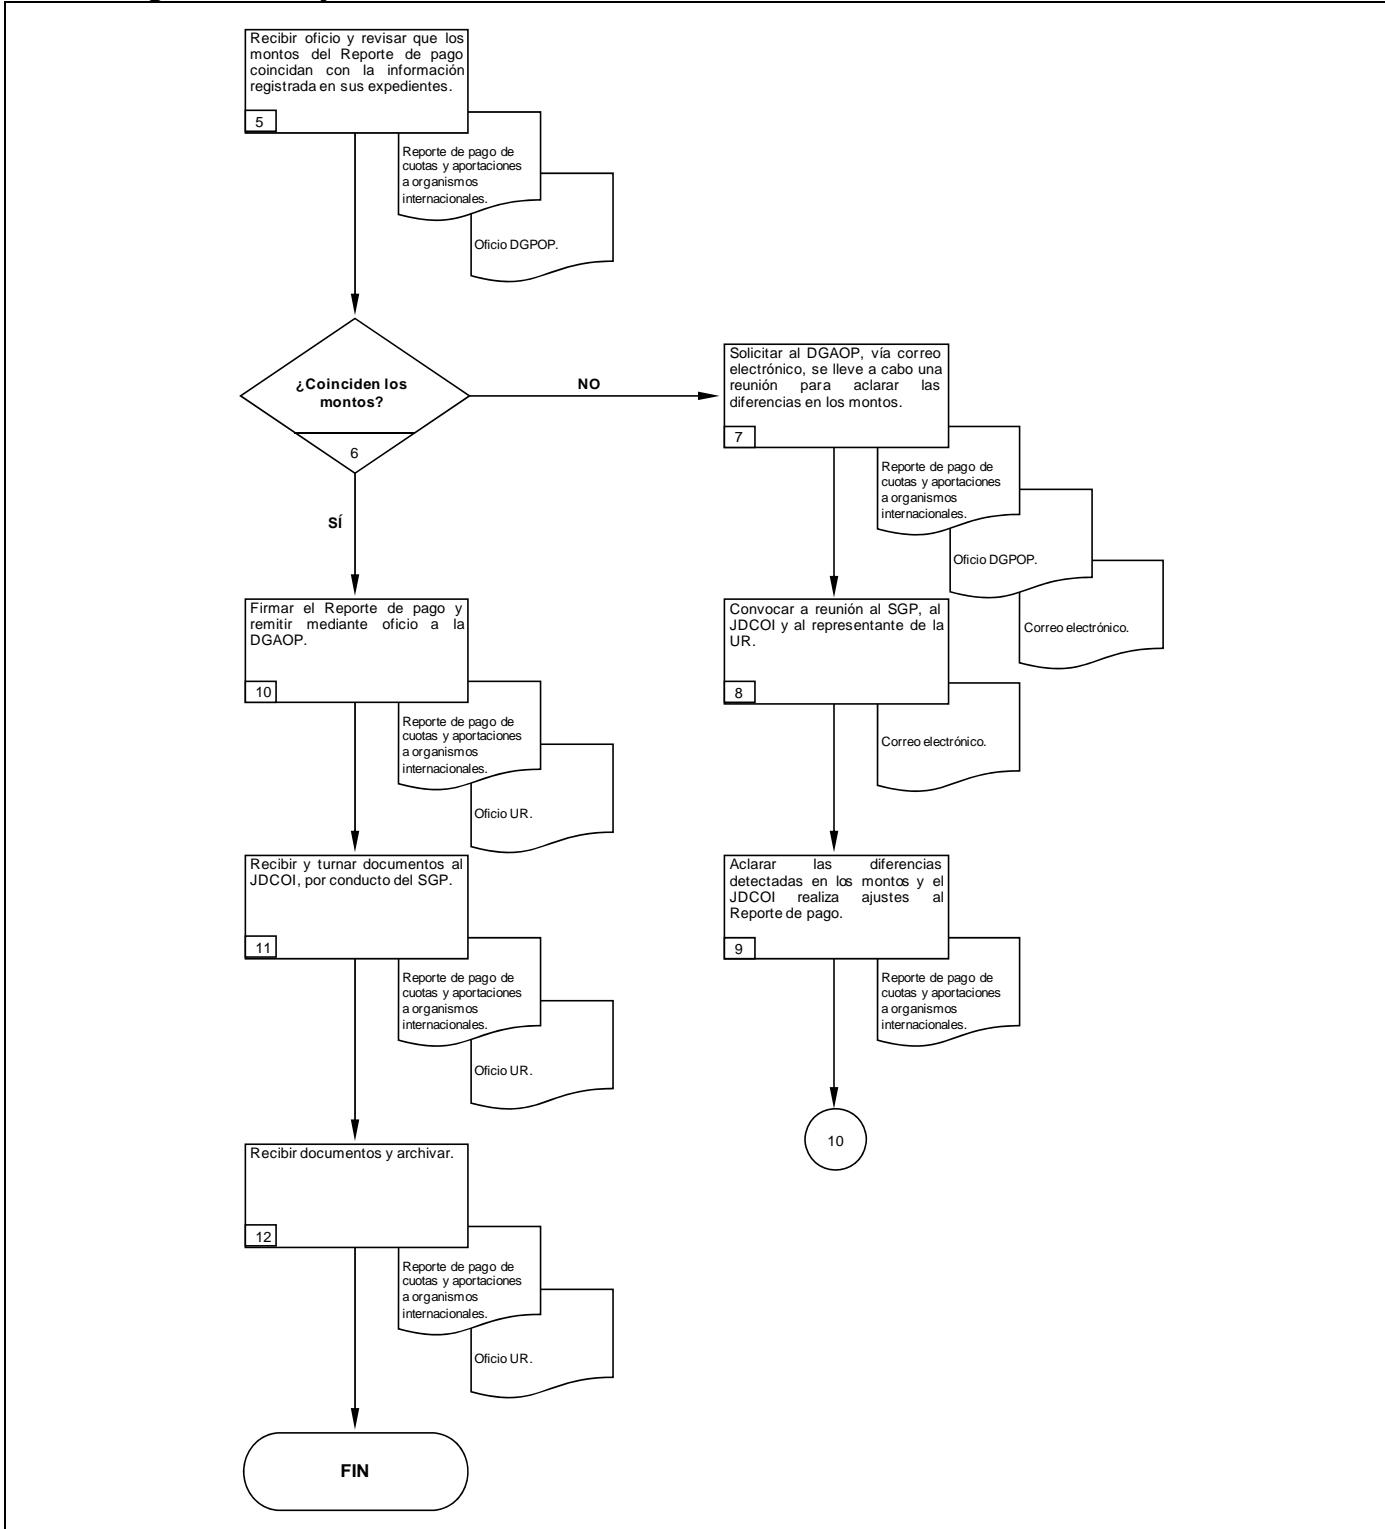 Recibir oficio y revisar que los
montos del Reporte de pago
coincidan con la información
registrada en sus expedientes.
5
Reporte de pago de
cuotas y aportaciones
a organismos
internacionales.
Oficio DGPOP.
¿Coinciden los
montos?
6
NO
SÍ
Solicitar al DGAOP, vía correo
electrónico, se lleve a cabo una
reunión para aclarar las
diferencias en los montos.
7
Reporte de pago de
cuotas y aportaciones
a organismos
internacionales.
Oficio DGPOP.
Correo electrónico.
Convocar a reunión al SGP, al
JDCOI y al representante de la
UR.
8
Correo electrónico.
Aclarar las diferencias
detectadas en los montos y el
JDCOI realiza ajustes al
Reporte de pago.
9
Reporte de pago de
cuotas y aportaciones
a organismos
internacionales.
10
Firmar el Reporte de pago y
remitir mediante oficio a la
DGAOP.
10
Reporte de pago de
cuotas y aportaciones
a organismos
internacionales.
Oficio UR.
Recibir y turnar documentos al
JDCOI, por conducto del SGP.
11
Reporte de pago de
cuotas y aportaciones
a organismos
internacionales.
Oficio UR.
Recibir documentos y archivar.
12
Reporte de pago de
cuotas y aportaciones
a organismos
internacionales.
Oficio UR.
FIN